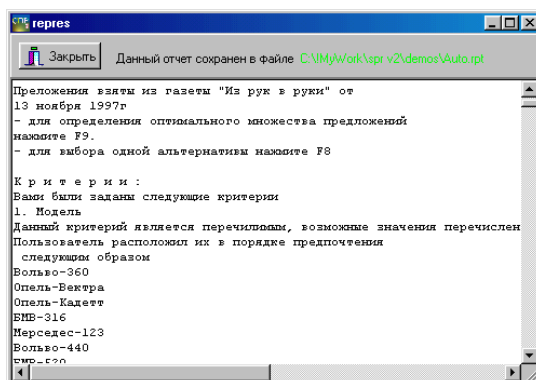 repres
Закрыть Данный отчет сохранен в файле C:\!MyWork\spr v2\demos\Auto.rpt
Преложения взяты из газеты "Из рук в руки" от
13 ноября 1997г
- для определения оптимального множества предложений
нажмите F9.
- для выбора одной альтернативы нажмите F8
К р и т е р и и :
Вами были заданы следующие критерии
1. Модель
Данный критерий является перечилимым, возможные значения перечислен
Пользователь расположил их в порядке предпочтения
следующим образом
Вольво-360
Опель-Вектра
Опель-Кадетт
БМВ-316
Мерседес-123
Вольво-440
БМВ-520